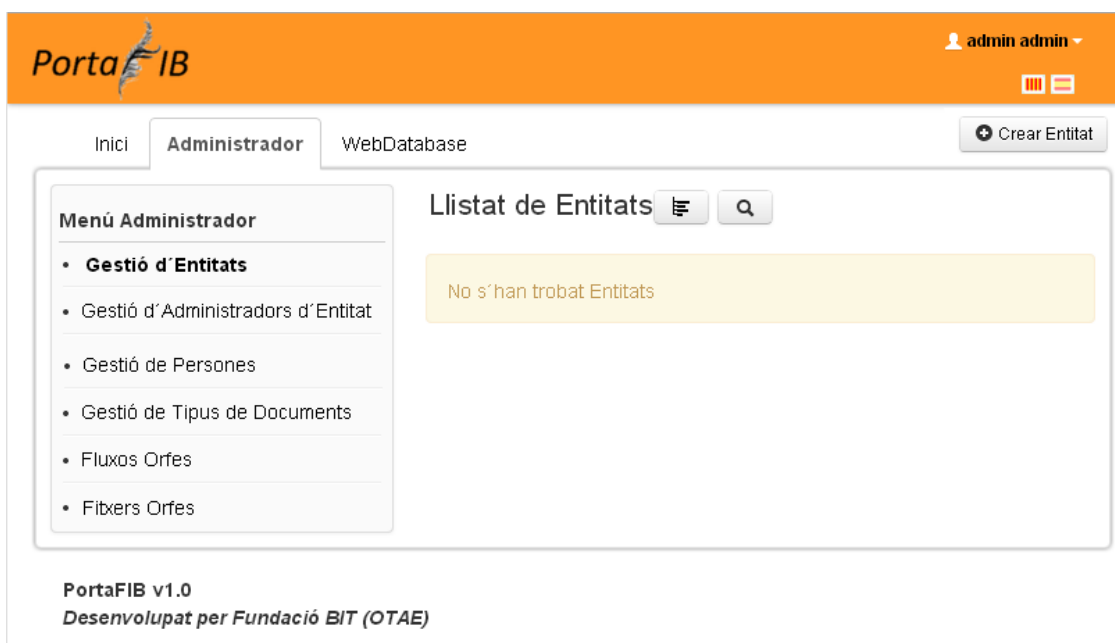 PortaFIB
admin admin
Inici
Administrador
WebDatabase
Crear Entitat
Menú Administrador
Gestió d´Entitats
Gestió d´Administradors d´Entitat
Gestió de Persones
Gestió de Tipus de Documents
Fluxos Orfes
Fitxers Orfes
Llistat de Entitats
No s´han trobat Entitats
PortaFIB v1.0
Desenvolupat per Fundació BIT (OTAE)